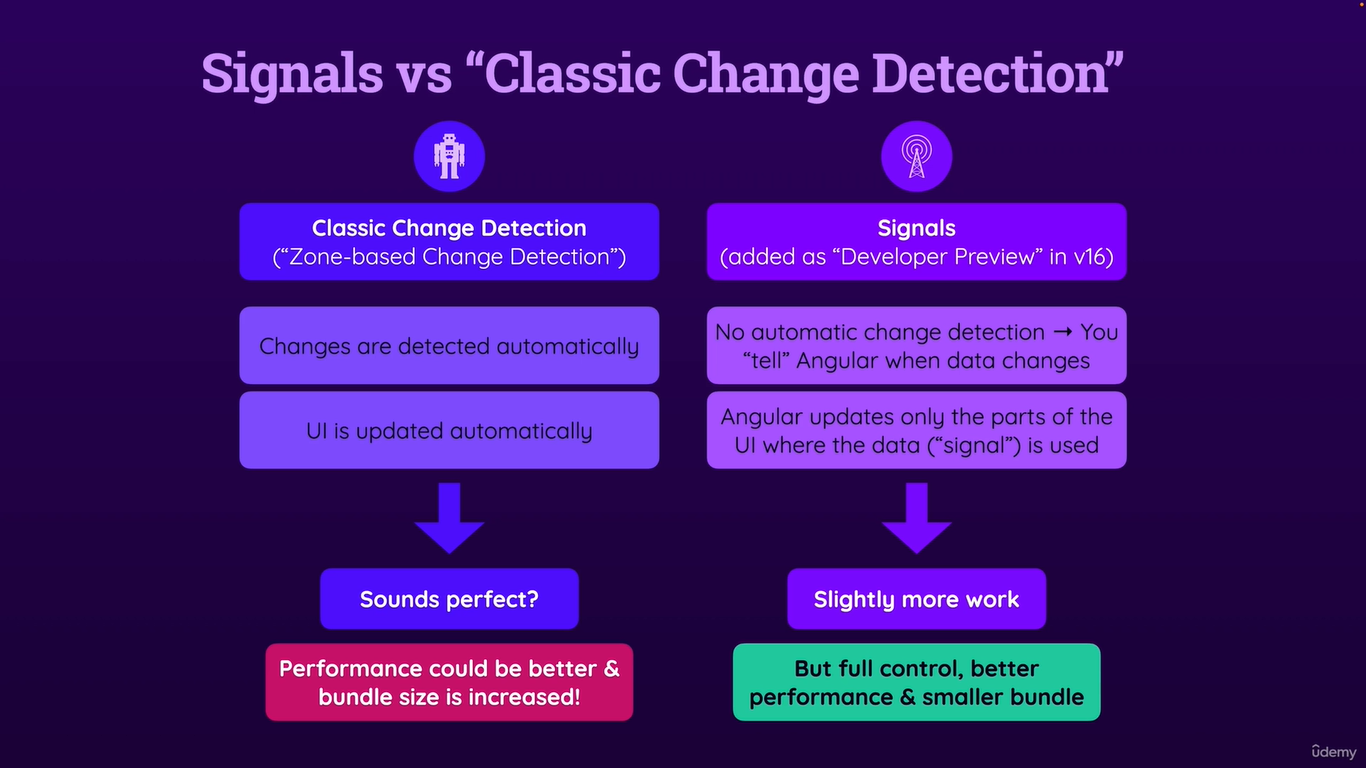 Signals vs “Classic Change Detection”
Classic Change Detection
(“Zone-based Change Detection”)
Changes are detected automatically
UI is updated automatically
Sounds perfect?
Performance could be better &
bundle size is increased!
Signals
(added as “Developer Preview” in v16)
No automatic change detection → You
“tell” Angular when data changes
Angular updates only the parts of the
UI where the data (“signal”) is used
Slightly more work
But full control, better
performance & smaller bundle
ûdemy